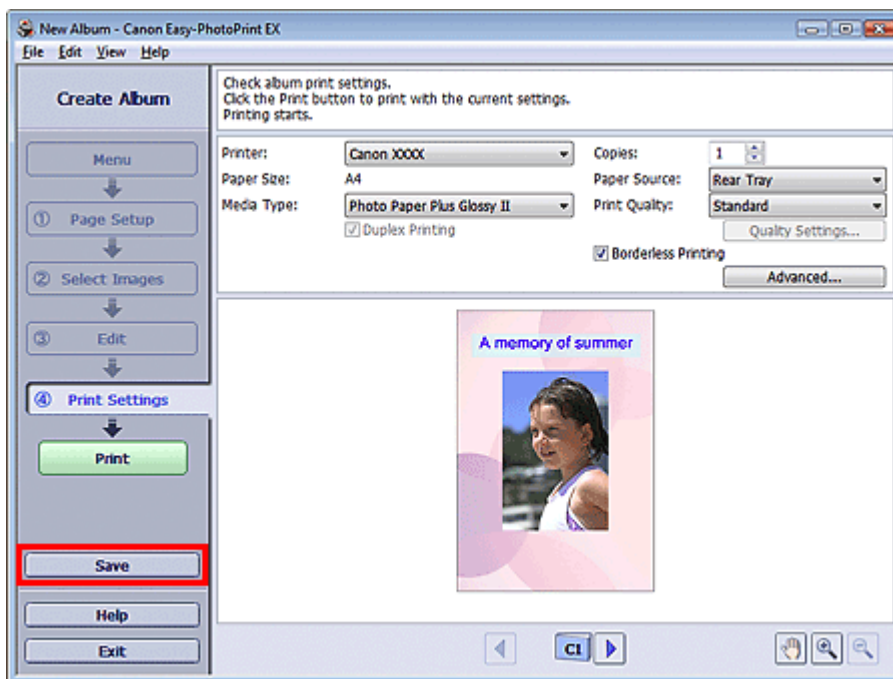 New Album - Canon Easy-PhotoPrint EX
File Edit View Help
Create Album
Menu
① Page Setup
② Select Images
③ Edit
④ Print Settings
Print
Save
Help
Exit
Check album print settings.
Click the Print button to print with the current settings.
Printing starts.
Printer: Canon XXXX Copies: 1
Paper Size: A4 Paper Source: Rear Tray
Media Type: Photo Paper Plus Glossy II Print Quality: Standard
Duplex Printing Quality Settings...
Borderless Printing
Advanced...
A memory of summer
C1